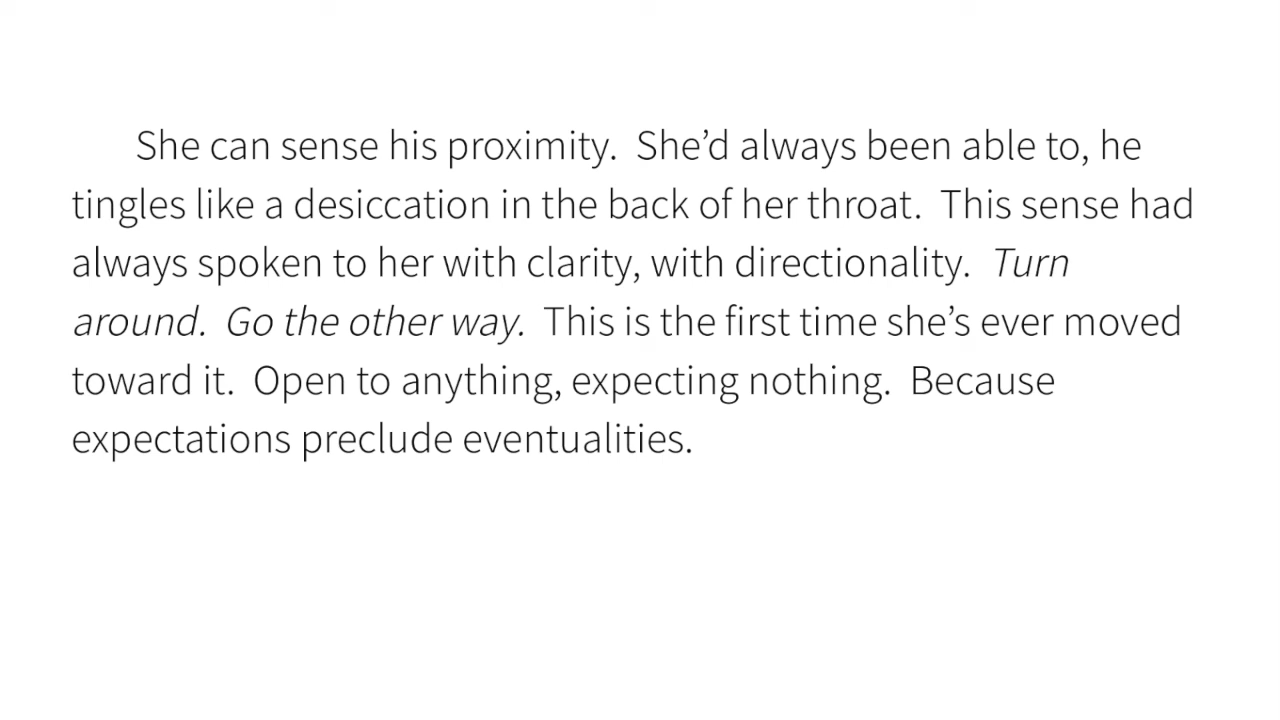 She can sense his proximity.  She’d always been able to, he
tingles like a desiccation in the back of her throat.  This sense had
always spoken to her with clarity, with directionality.  Turn
around.  Go the other way.  This is the first time she’s ever moved
toward it.  Open to anything, expecting nothing.  Because
expectations preclude eventualities.